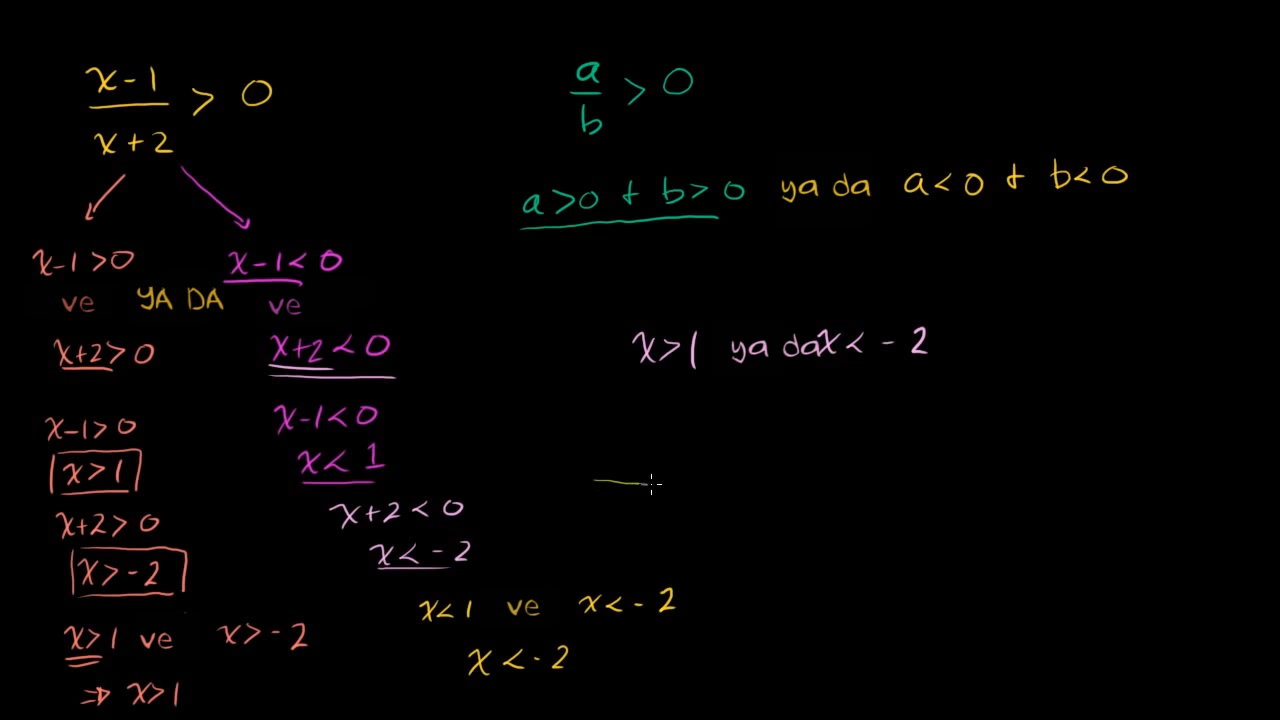 x-1
x+2 > 0
a
b > 0
a>0 + b>0 ya da a<0 + b<0
x-1>0 x-1<0
ve YA DA ve
x+2>0 x+2<0
x>1 ya da x<-2
x-1>0
x>1
x+2>0
x>-2
x>1 ve x>-2
⇒ x>1
x-1<0
x<1
x+2<0
x<-2
x<1 ve x<-2
x<-2